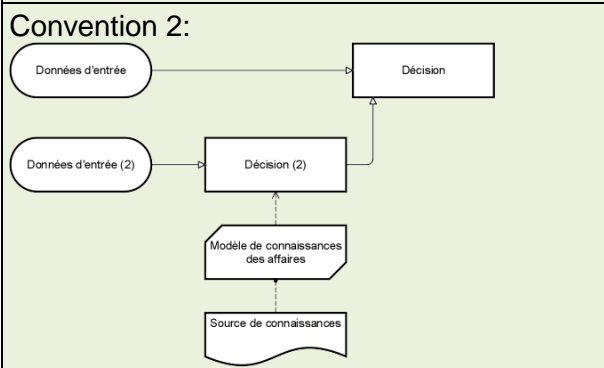 Convention 2:
Données d'entrée
Décision
Données d'entrée (2)
Décision (2)
Modèle de connaissances
des affaires
Source de connaissances